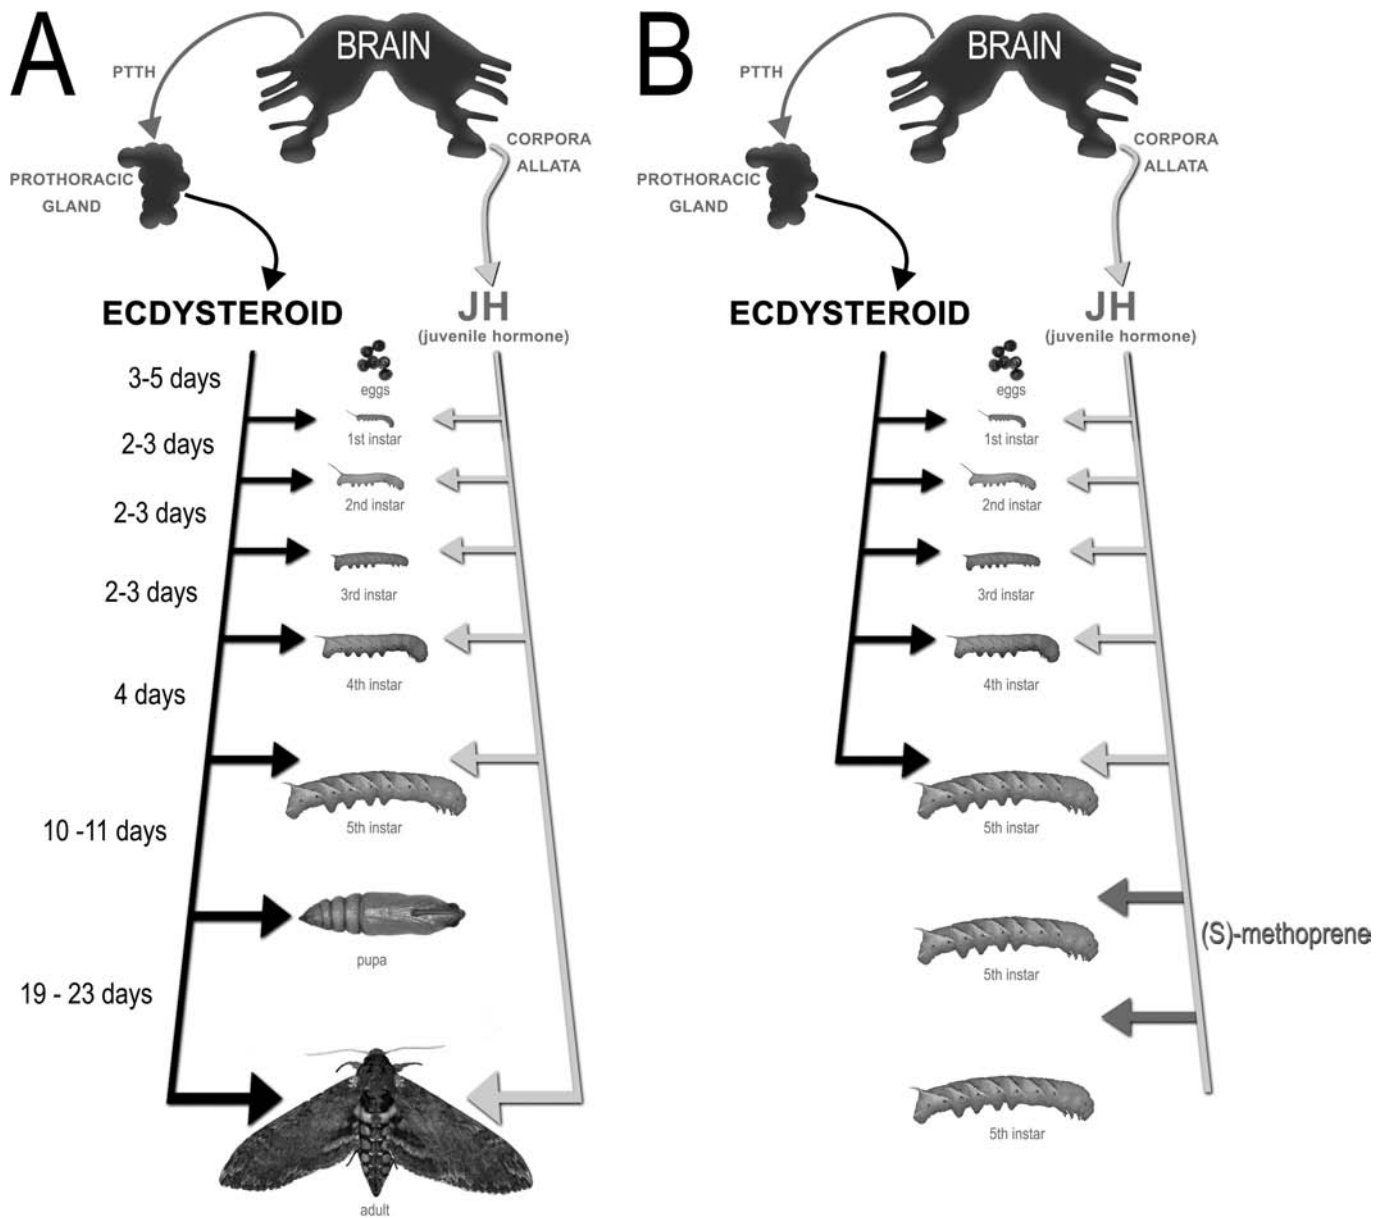 A
BRAIN
PTTH
CORPORA
ALLATA
PROTHORACIC
GLAND
ECDYSTEROID
JH
(juvenile hormone)
3-5 days
eggs
2-3 days
1st instar
2-3 days
2nd instar
2-3 days
3rd instar
4 days
4th instar
10 -11 days
5th instar
pupa
19 - 23 days
adult
B
BRAIN
PTTH
CORPORA
ALLATA
PROTHORACIC
GLAND
ECDYSTEROID
JH
(juvenile hormone)
eggs
1st instar
2nd instar
3rd instar
4th instar
5th instar
(S)-methoprene
5th instar
5th instar